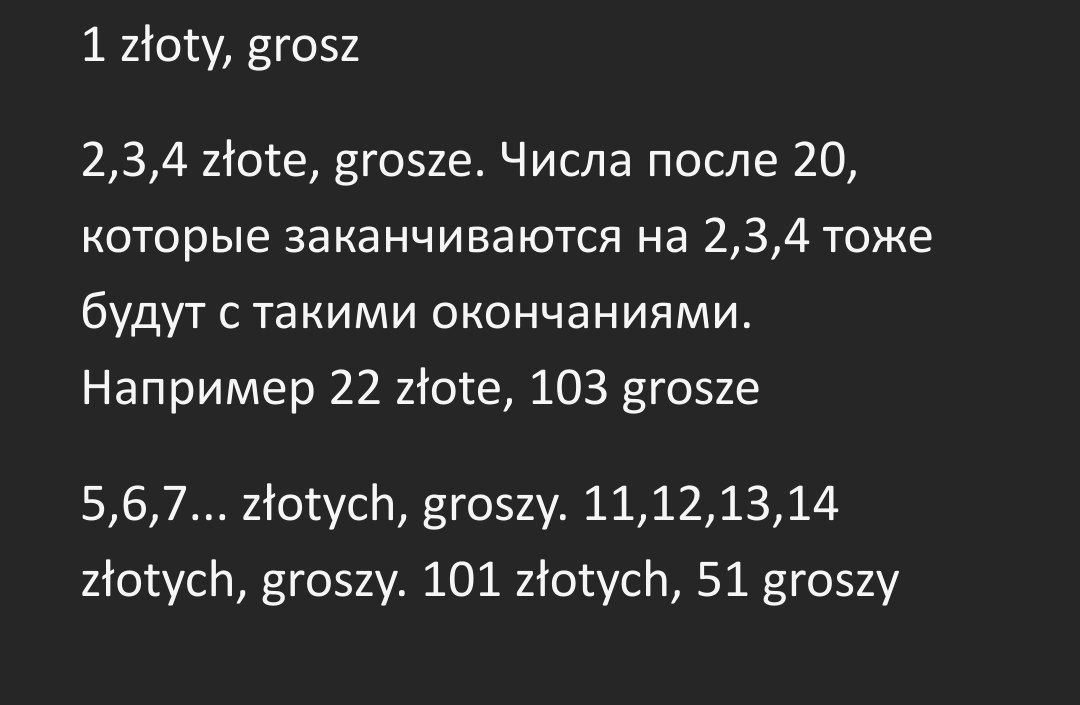 1 złoty, grosz
2,3,4 złote, grosze. Числа после 20,
которые заканчиваются на 2,3,4 тоже
будут с такими окончаниями.
Например 22 złote, 103 grosze
5,6,7... złotych, groszy. 11,12,13,14
złotych, groszy. 101 złotych, 51 groszy